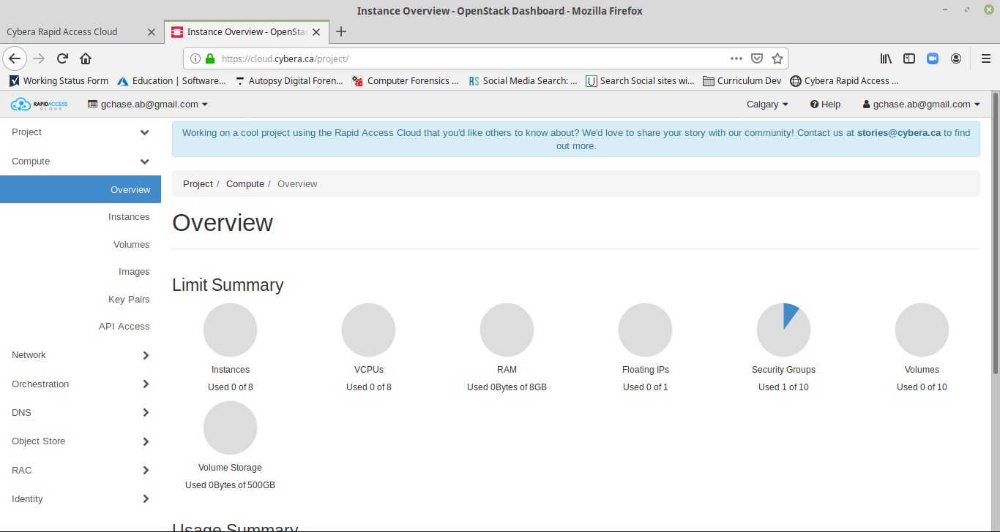 Instance Overview - OpenStack Dashboard - Mozilla Firefox
Cybera Rapid Access Cloud
Instance Overview - OpenSta
https://cloud.cybera.ca/project/
Working Status Form
Education | Software...
Autopsy Digital Foren...
Computer Forensics ...
RS Social Media Search: ...
U Search Social sites wi...
Curriculum Dev
Cybera Rapid Access ...
RAPIDACCESS
CLOUD
gchase.ab@gmail.com
Calgary
Help
gchase.ab@gmail.com
Project
Compute
Overview
Instances
Volumes
Images
Key Pairs
API Access
Network
Orchestration
DNS
Object Store
RAC
Identity
Working on a cool project using the Rapid Access Cloud that you'd like others to know about? We'd love to share your story with our community! Contact us at stories@cybera.ca to find
out more.
Project / Compute / Overview
Overview
Limit Summary
Instances
Used 0 of 8
VCPUs
Used 0 of 8
RAM
Used 0Bytes of 8GB
Floating IPs
Used 0 of 1
Security Groups
Used 1 of 10
Volumes
Used 0 of 10
Volume Storage
Used 0Bytes of 500GB
Usage Summary